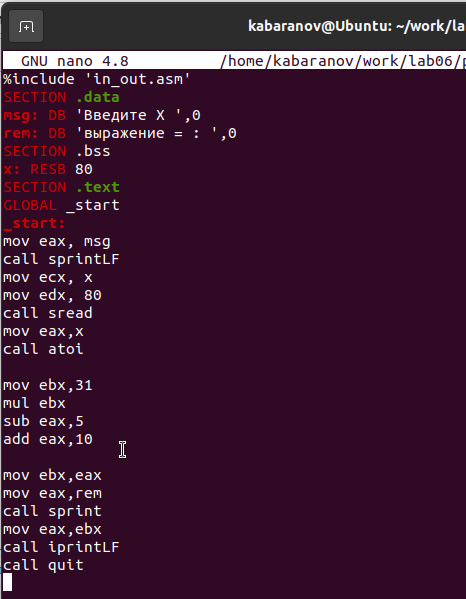 kabaranov@Ubuntu: ~/work/la
GNU nano 4.8 /home/kabaranov/work/lab06/p
%include 'in_out.asm'
SECTION .data
msg: DB 'Введите X ',0
rem: DB 'выражение = : ',0
SECTION .bss
x: RESB 80
SECTION .text
GLOBAL _start
_start:
mov eax, msg
call sprintLF
mov ecx, x
mov edx, 80
call sread
mov eax,x
call atoi
mov ebx,31
mul ebx
sub eax,5
add eax,10
mov ebx,eax
mov eax,rem
call sprint
mov eax,ebx
call iprintLF
call quit